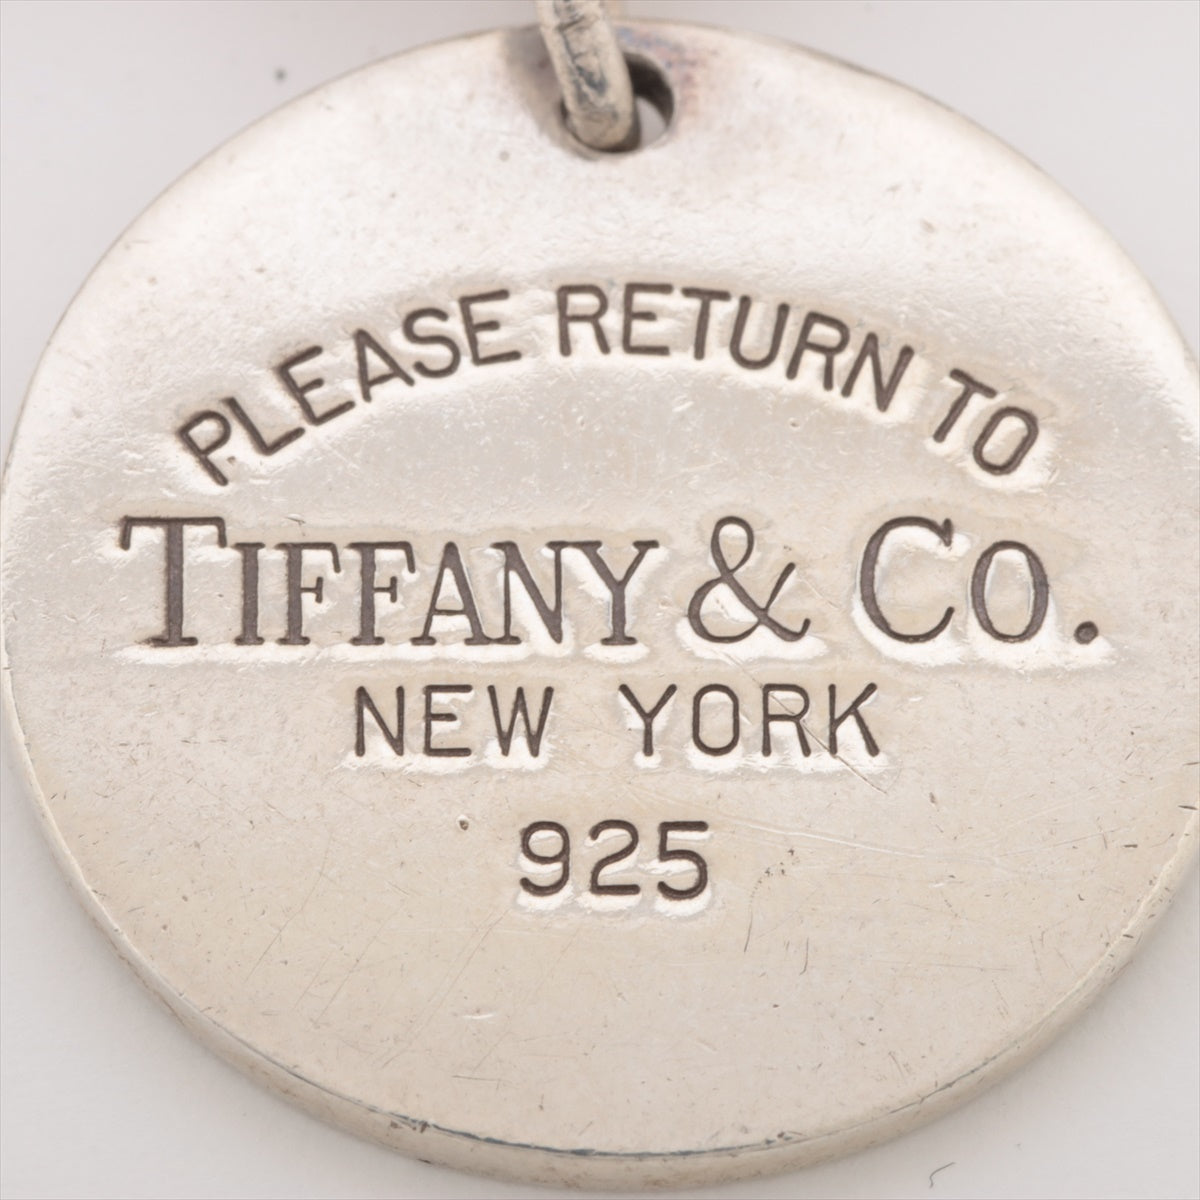 PLEASE RETURN TO
TIFFANY & CO.
NEW YORK
925